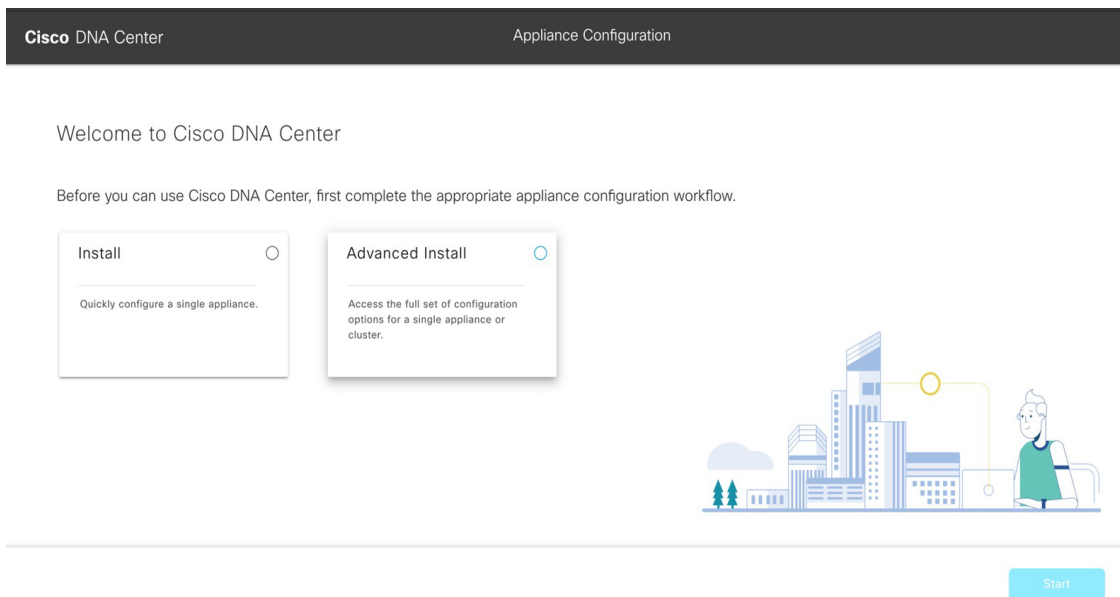 Cisco DNA Center
Appliance Configuration
Welcome to Cisco DNA Center
Before you can use Cisco DNA Center, first complete the appropriate appliance configuration workflow.
Install
Quickly configure a single appliance.
Advanced Install
Access the full set of configuration
options for a single appliance or
cluster.
Start